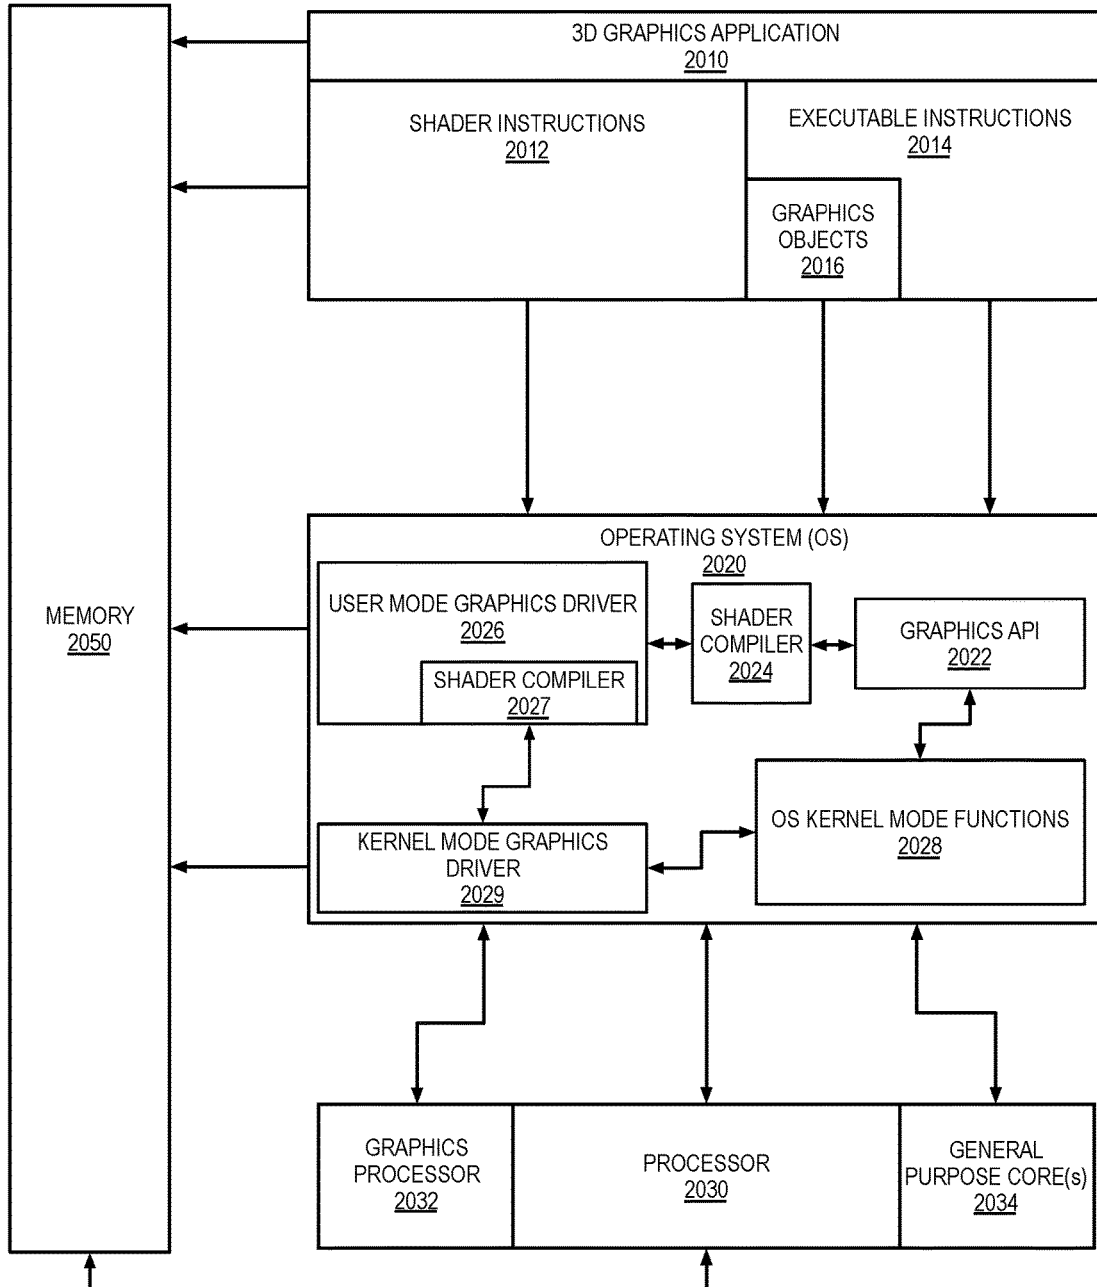 3D GRAPHICS APPLICATION
2010
SHADER INSTRUCTIONS
2012
EXECUTABLE INSTRUCTIONS
2014
GRAPHICS
OBJECTS
2016
MEMORY
2050
OPERATING SYSTEM (OS)
2020
USER MODE GRAPHICS DRIVER
2026
SHADER COMPILER
2027
SHADER
COMPILER
2024
GRAPHICS API
2022
KERNEL MODE GRAPHICS
DRIVER
2029
OS KERNEL MODE FUNCTIONS
2028
GRAPHICS
PROCESSOR
2032
PROCESSOR
2030
GENERAL
PURPOSE CORE(s)
2034